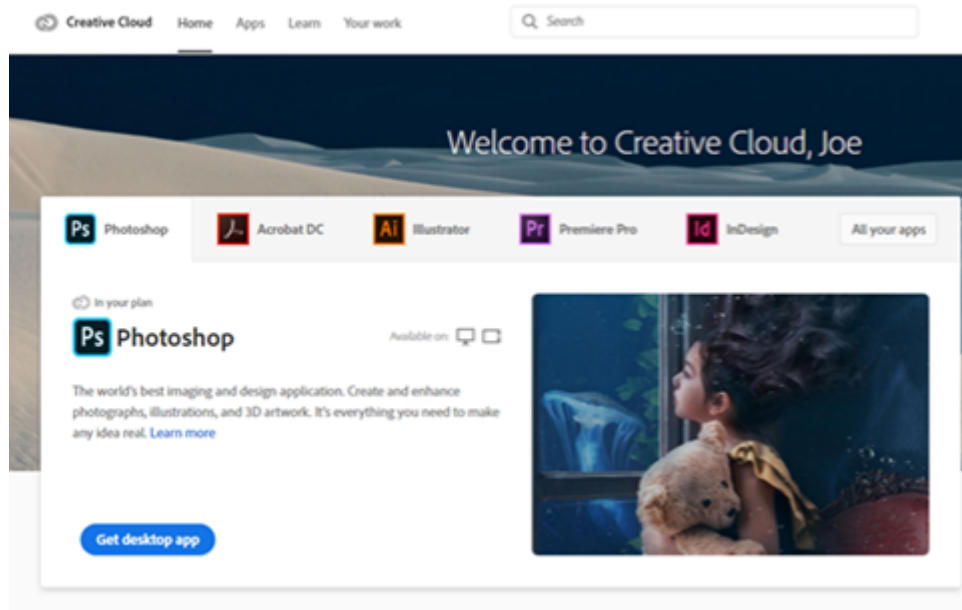 Creative Cloud Home Apps Learn Your work Search
Welcome to Creative Cloud, Joe
Ps Photoshop Acrobat DC Ai Illustrator Pr Premiere Pro Id InDesign All your apps
In your plan
Ps Photoshop Available on:
The world's best imaging and design application. Create and enhance
photographs, illustrations, and 3D artwork. It's everything you need to make
any idea real. Learn more
Get desktop app